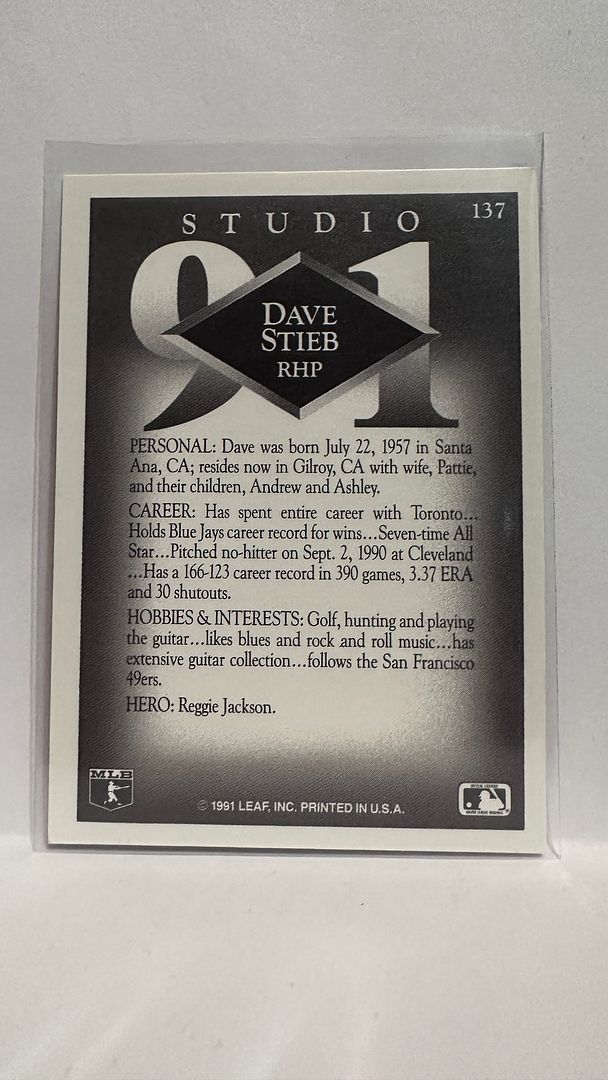 STUDIO
137
91
DAVE
STIEB
RHP
PERSONAL: Dave was born July 22, 1957 in Santa
Ana, CA; resides now in Gilroy, CA with wife, Pattie,
and their children, Andrew and Ashley.
CAREER: Has spent entire career with Toronto...
Holds Blue Jays career record for wins...Seven-time All
Star...Pitched no-hitter on Sept. 2, 1990 at Cleveland
...Has a 166-123 career record in 390 games, 3.37 ERA
and 30 shutouts.
HOBBIES & INTERESTS: Golf, hunting and playing
the guitar...likes blues and rock and roll music...has
extensive guitar collection...follows the San Francisco
49ers.
HERO: Reggie Jackson.
MLB
© 1991 LEAF, INC. PRINTED IN U.S.A.